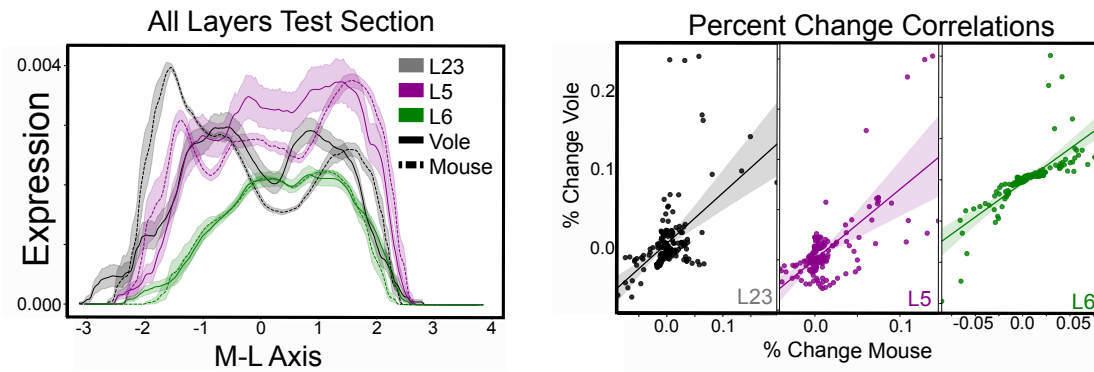 All Layers Test Section
Expression
0.004
0.000
L23
L5
L6
Vole
Mouse
-3 -2 -1 0 1 2 3 4
M-L Axis
Percent Change Correlations
% Change Vole
0.2
0.1
0.0
L23
L5
L6
0.0 0.1 0.0 0.1 -0.05 0.0 0.05
% Change Mouse